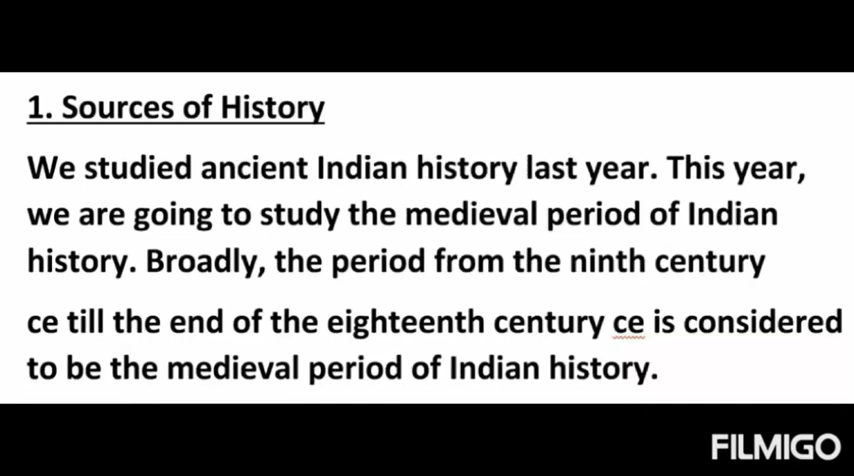 1. Sources of History
We studied ancient Indian history last year. This year,
we are going to study the medieval period of Indian
history. Broadly, the period from the ninth century
ce till the end of the eighteenth century ce is considered
to be the medieval period of Indian history.
FILMIGO